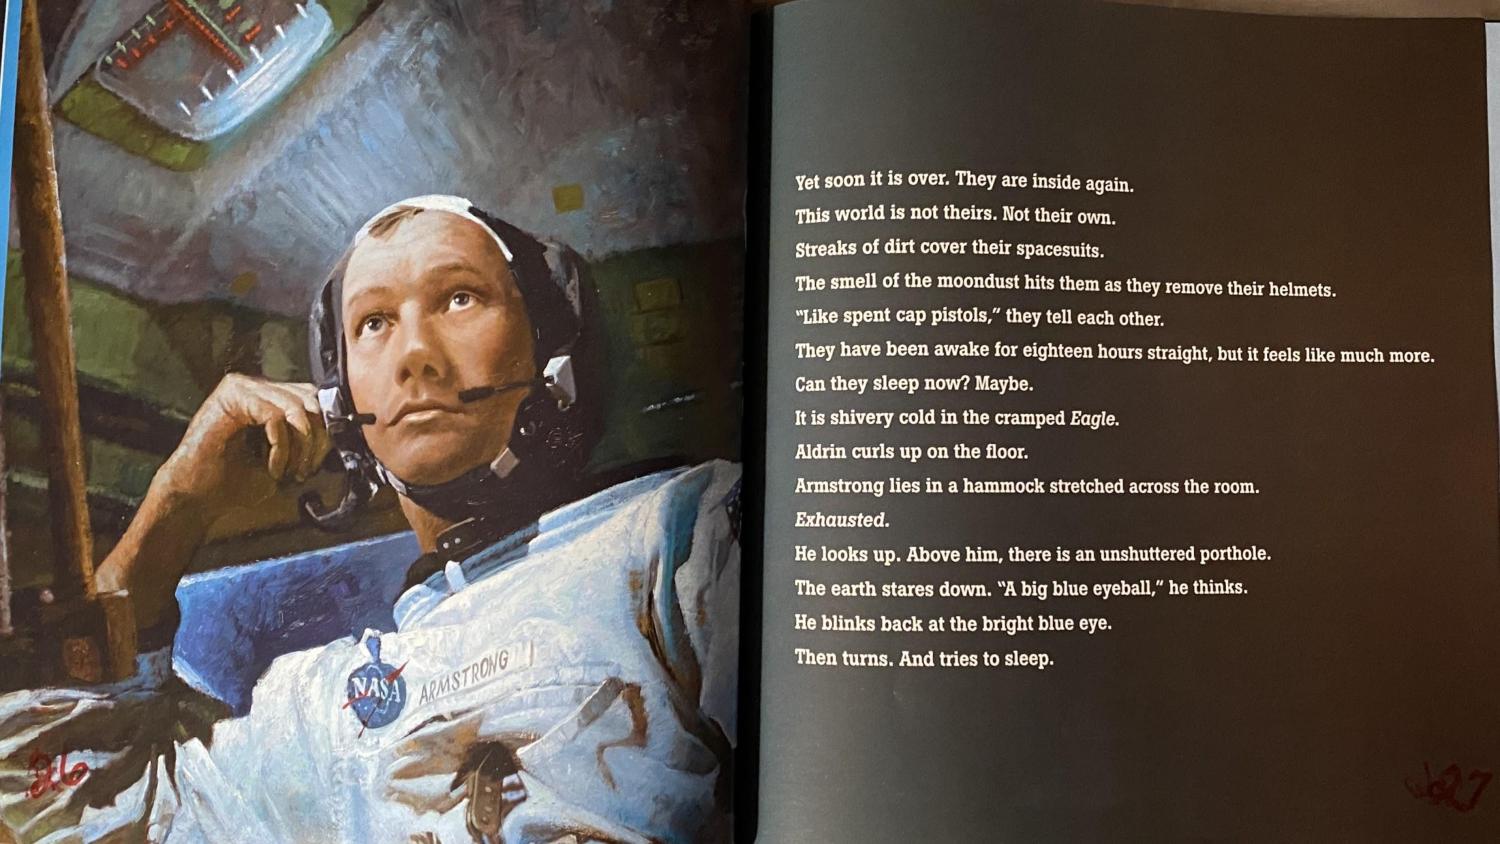 NASA
ARMSTRONG
26
Yet soon it is over. They are inside again.
This world is not theirs. Not their own.
Streaks of dirt cover their spacesuits.
The smell of the moondust hits them as they remove their helmets.
“Like spent cap pistols,” they tell each other.
They have been awake for eighteen hours straight, but it feels like much more.
Can they sleep now? Maybe.
It is shivery cold in the cramped Eagle.
Aldrin curls up on the floor.
Armstrong lies in a hammock stretched across the room.
Exhausted.
He looks up. Above him, there is an unshuttered porthole.
The earth stares down. “A big blue eyeball,” he thinks.
He blinks back at the bright blue eye.
Then turns. And tries to sleep.
27